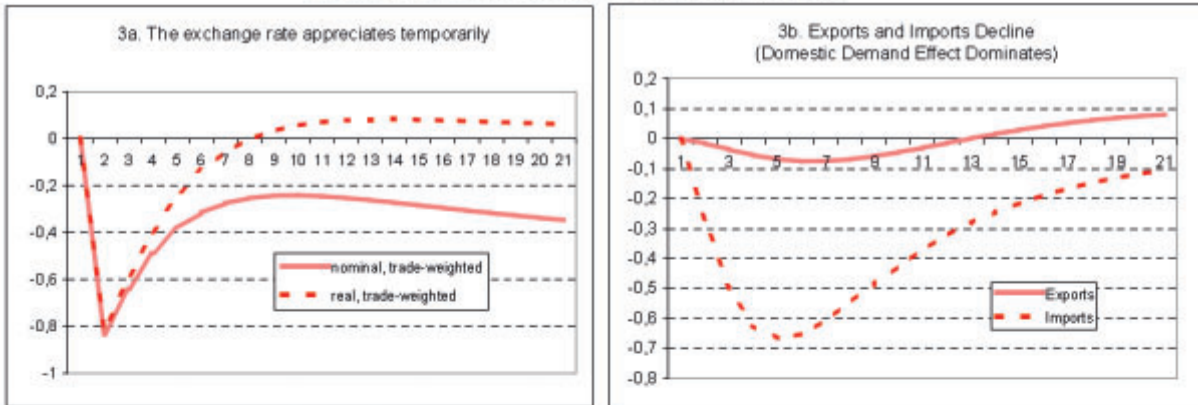 3a. The exchange rate appreciates temporarily
0,2
0
-0,2
-0,4
-0,6
-0,8
-1
1 2 3 4 5 6 7 8 9 10 11 12 13 14 15 16 17 18 19 20 21
nominal, trade-weighted
real, trade-weighted
3b. Exports and Imports Decline
(Domestic Demand Effect Dominates)
0,2
0,1
0
-0,1
-0,2
-0,3
-0,4
-0,5
-0,6
-0,7
-0,8
1 3 5 7 9 11 13 15 17 19 21
Exports
Imports